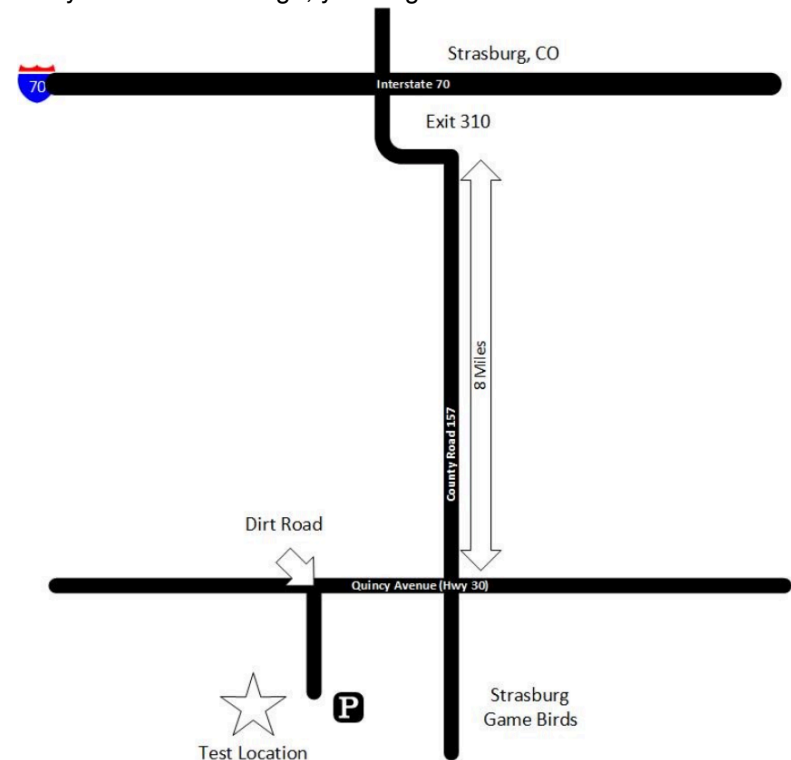 Strasburg, CO
70
Interstate 70
Exit 310
8 Miles
County Road 157
Dirt Road
Quincy Avenue (Hwy 30)
P
Strasburg
Game Birds
Test Location